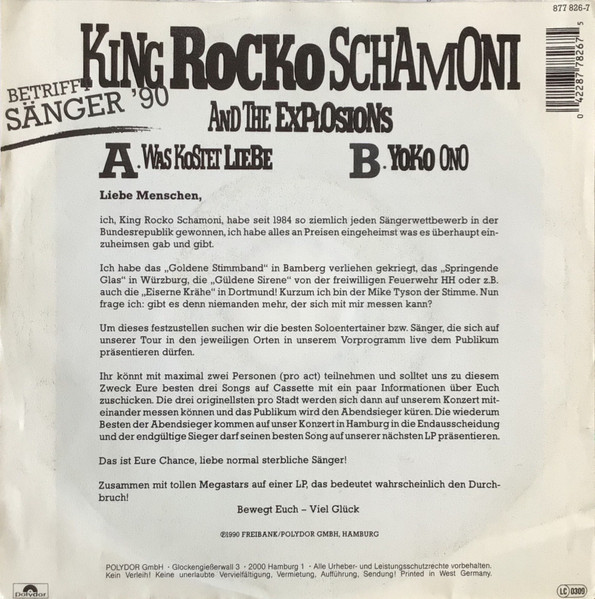 877 826-7
KING ROCKO SCHAMONI
BETRIFFT
SÄNGER '90
AND THE EXPLOSIONS
A. WAS KOSTET LIEBE B. YOKO ONO
0 42287 78267 5
Liebe Menschen,
ich, King Rocko Schamoni, habe seit 1984 so ziemlich jeden Sängerwettbewerb in der
Bundesrepublik gewonnen, ich habe alles an Preisen eingeheimst was es überhaupt ein-
zuheimsen gab und gibt.
Ich habe das „Goldene Stimmband" in Bamberg verliehen gekriegt, das „Springende
Glas" in Würzburg, die „Güldene Sirene" von der freiwilligen Feuerwehr HH oder z.B.
auch die „Eiserne Krähe" in Dortmund! Kurzum ich bin der Mike Tyson der Stimme. Nun
frage ich: gibt es denn niemanden mehr, der sich mit mir messen kann?
Um dieses festzustellen suchen wir die besten Soloentertainer bzw. Sänger, die sich auf
unserer Tour in den jeweiligen Orten in unserem Vorprogramm live dem Publikum
präsentieren dürfen.
Ihr könnt mit maximal zwei Personen (pro act) teilnehmen und solltet uns zu diesem
Zweck Eure besten drei Songs auf Cassette mit ein paar Informationen über Euch
zuschicken. Die drei originellsten pro Stadt werden sich dann auf unserem Konzert mit-
einander messen können und das Publikum wird den Abendsieger küren. Die wiederum
Besten der Abendsieger kommen auf unser Konzert in Hamburg in die Endausscheidung
und der endgültige Sieger darf seinen besten Song auf unserer nächsten LP präsentieren.
Das ist Eure Chance, liebe normal sterbliche Sänger!
Zusammen mit tollen Megastars auf einer LP, das bedeutet wahrscheinlich den Durch-
bruch!
Bewegt Euch – Viel Glück
℗1990 FREIBANK/POLYDOR GMBH, HAMBURG
POLYDOR GmbH · Glockengießerwall 3 · 2000 Hamburg 1 · Alle Urheber- und Leistungsschutzrechte vorbehalten.
Kein Verleih! Keine unerlaubte Vervielfältigung, Vermietung, Aufführung, Sendung! Printed in West Germany.
Polydor
LC 0309